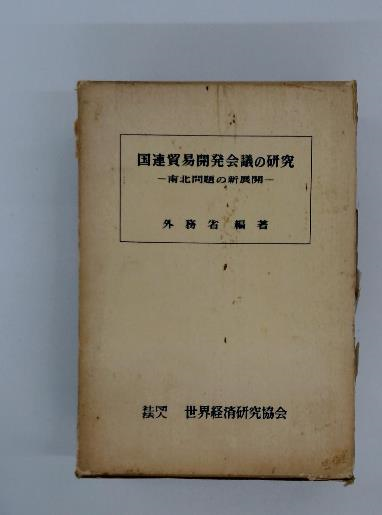 国連貿易開発会議の研究
―南北問題の新展開―
外務省 編著
世界経済研究協会